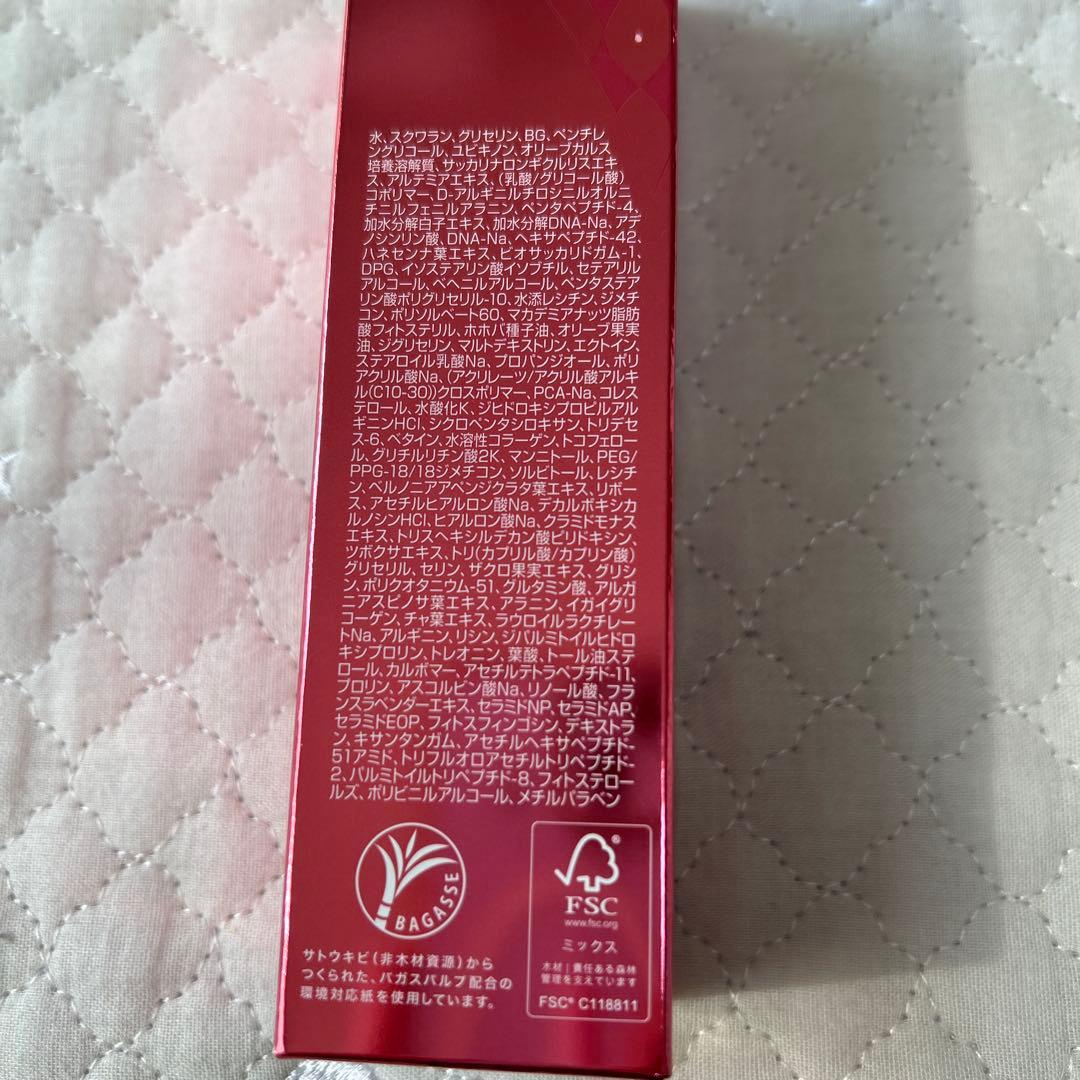 水、スクワラン、グリセリン、BG、ペンチレ
ングリコール、ユビキノン、オリーブカルス
培養溶解質、サッカリナロンギクルリスエキ
ス、アルテミアエキス、(乳酸/グリコール酸)
コポリマー、D-アルギニルチロシニルオルニ
チニルフェニルアラニン、ペンタペプチド-4、
加水分解白子エキス、加水分解DNA-Na、アデ
ノシンリン酸、DNA-Na、ヘキサペプチド-42、
ハネセンナ葉エキス、ビオサッカリドガム-1、
DPG、イソステアリン酸イソブチル、セテアリル
アルコール、ベヘニルアルコール、ペンタステア
リン酸ポリグリセリル-10、水添レシチン、ジメチ
コン、ポリソルベート60、マカデミアナッツ脂肪
酸フィトステリル、ホホバ種子油、オリーブ果実
油、ジグリセリン、マルトデキストリン、エクトイン、
ステアロイル乳酸Na、プロパンジオール、ポリ
アクリル酸Na、(アクリレーツ/アクリル酸アルキ
ル(C10-30))クロスポリマー、PCA-Na、コレス
テロール、水酸化K、ジヒドロキシプロピルアル
ギニンHCl、シクロペンタシロキサン、トリデセ
ス-6、ベタイン、水溶性コラーゲン、トコフェロー
ル、グリチルリチン酸2K、マンニトール、PEG/
PPG-18/18ジメチコン、ソルビトール、レシチ
ン、ベルノニアアペンジクラタ葉エキス、リボー
ス、アセチルヒアルロン酸Na、デカルボキシカ
ルノシンHCl、ヒアルロン酸Na、クラミドモナス
エキス、トリスヘキシルデカン酸ピリドキシン、
ツボクサエキス、トリ(カプリル酸/カプリン酸)
グリセリル、セリン、ザクロ果実エキス、グリシ
ン、ポリクオタニウム-51、グルタミン酸、アルガ
ニアスピノサ葉エキス、アラニン、イガイグリ
コーゲン、チャ葉エキス、ラウロイルラクチレー
トNa、アルギニン、リシン、ジパルミトイルヒドロ
キシプロリン、トレオニン、葉酸、トール油ステ
ロール、カルボマー、アセチルテトラペプチド-11、
プロリン、アスコルビン酸Na、リノール酸、フラ
ンスラベンダーエキス、セラミドNP、セラミドAP、
セラミドEOP、フィトスフィンゴシン、デキストラ
ン、キサンタンガム、アセチルヘキサペプチド-
51アミド、トリフルオロアセチルトリペプチド-
2、パルミトイルトリペプチド-8、フィトステロー
ルズ、ポリビニルアルコール、メチルパラベン
BAGASSE
サトウキビ(非木材資源)から
つくられた、バガスパルプ配合の
環境対応紙を使用しています。
®
FSC
www.fsc.org
ミックス
木材|責任ある森林
管理を支えています
FSC® C118811